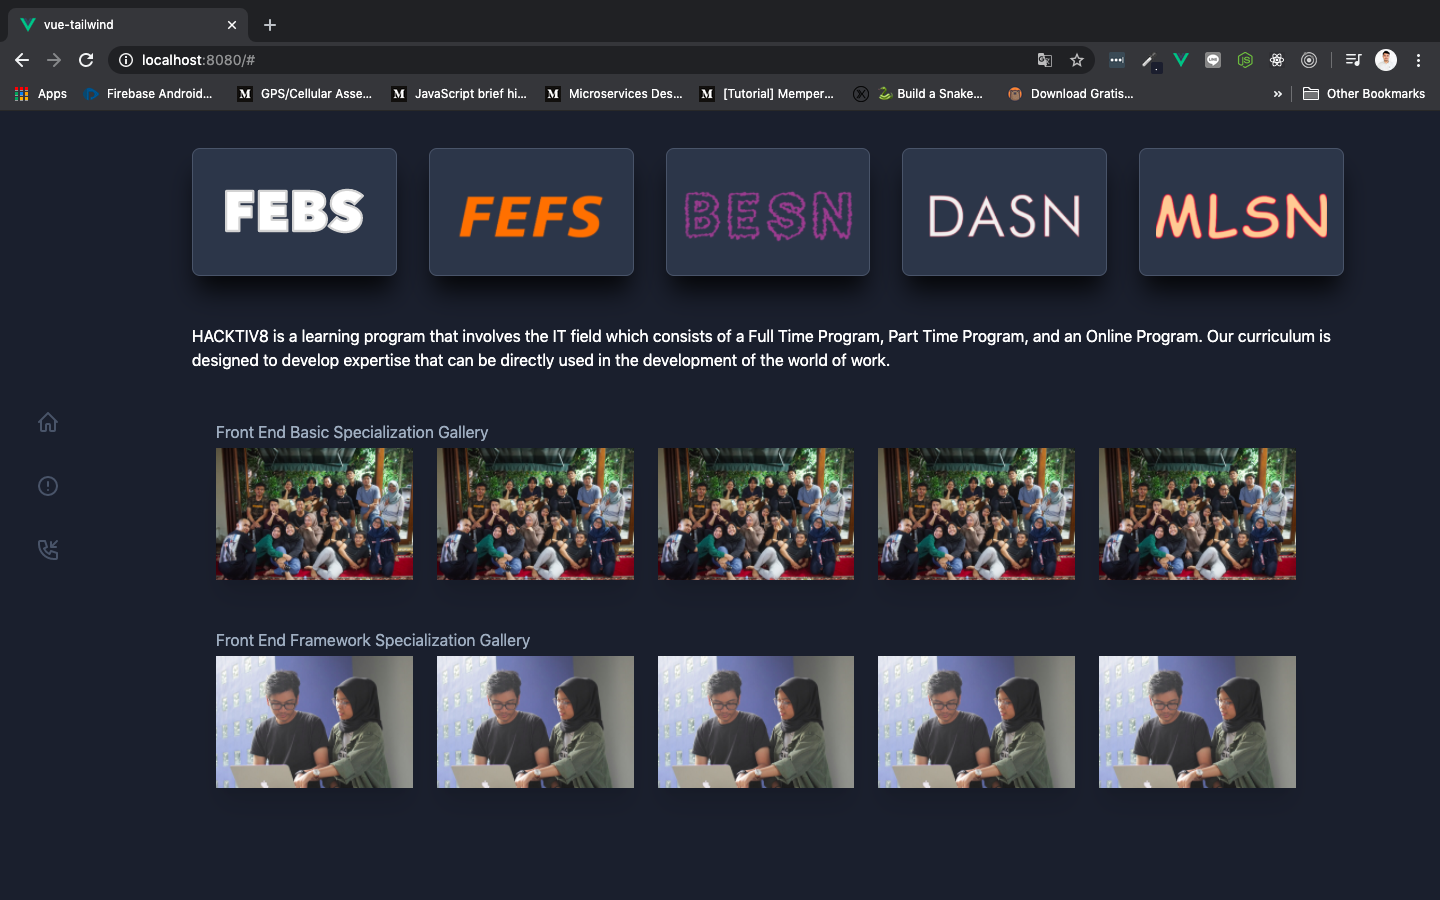 vue-tailwind
localhost:8080/#
Apps
Firebase Android...
GPS/Cellular Asse...
JavaScript brief hi...
Microservices Des...
[Tutorial] Memper...
Build a Snake...
Download Gratis...
»
Other Bookmarks
FEBS
FEFS
BESN
DASN
MLSN
HACKTIV8 is a learning program that involves the IT field which consists of a Full Time Program, Part Time Program, and an Online Program. Our curriculum is
designed to develop expertise that can be directly used in the development of the world of work.
Front End Basic Specialization Gallery
Front End Framework Specialization Gallery